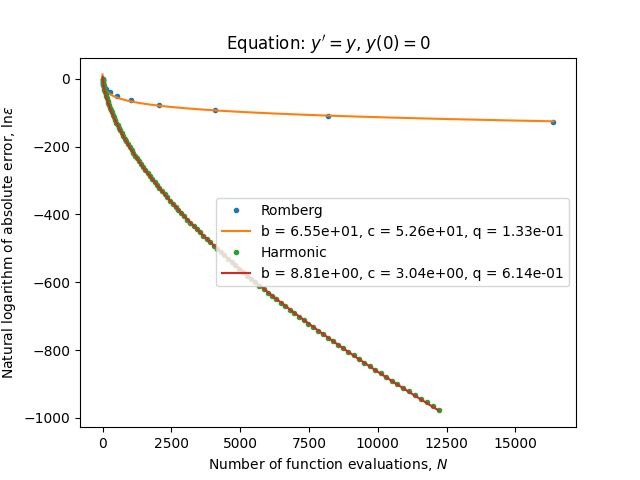 Equation: y′ = y, y(0) = 0
Natural logarithm of absolute error, lnε
0
−200
−400
−600
−800
−1000
Romberg
b = 6.55e+01, c = 5.26e+01, q = 1.33e-01
Harmonic
b = 8.81e+00, c = 3.04e+00, q = 6.14e-01
0 2500 5000 7500 10000 12500 15000
Number of function evaluations, N